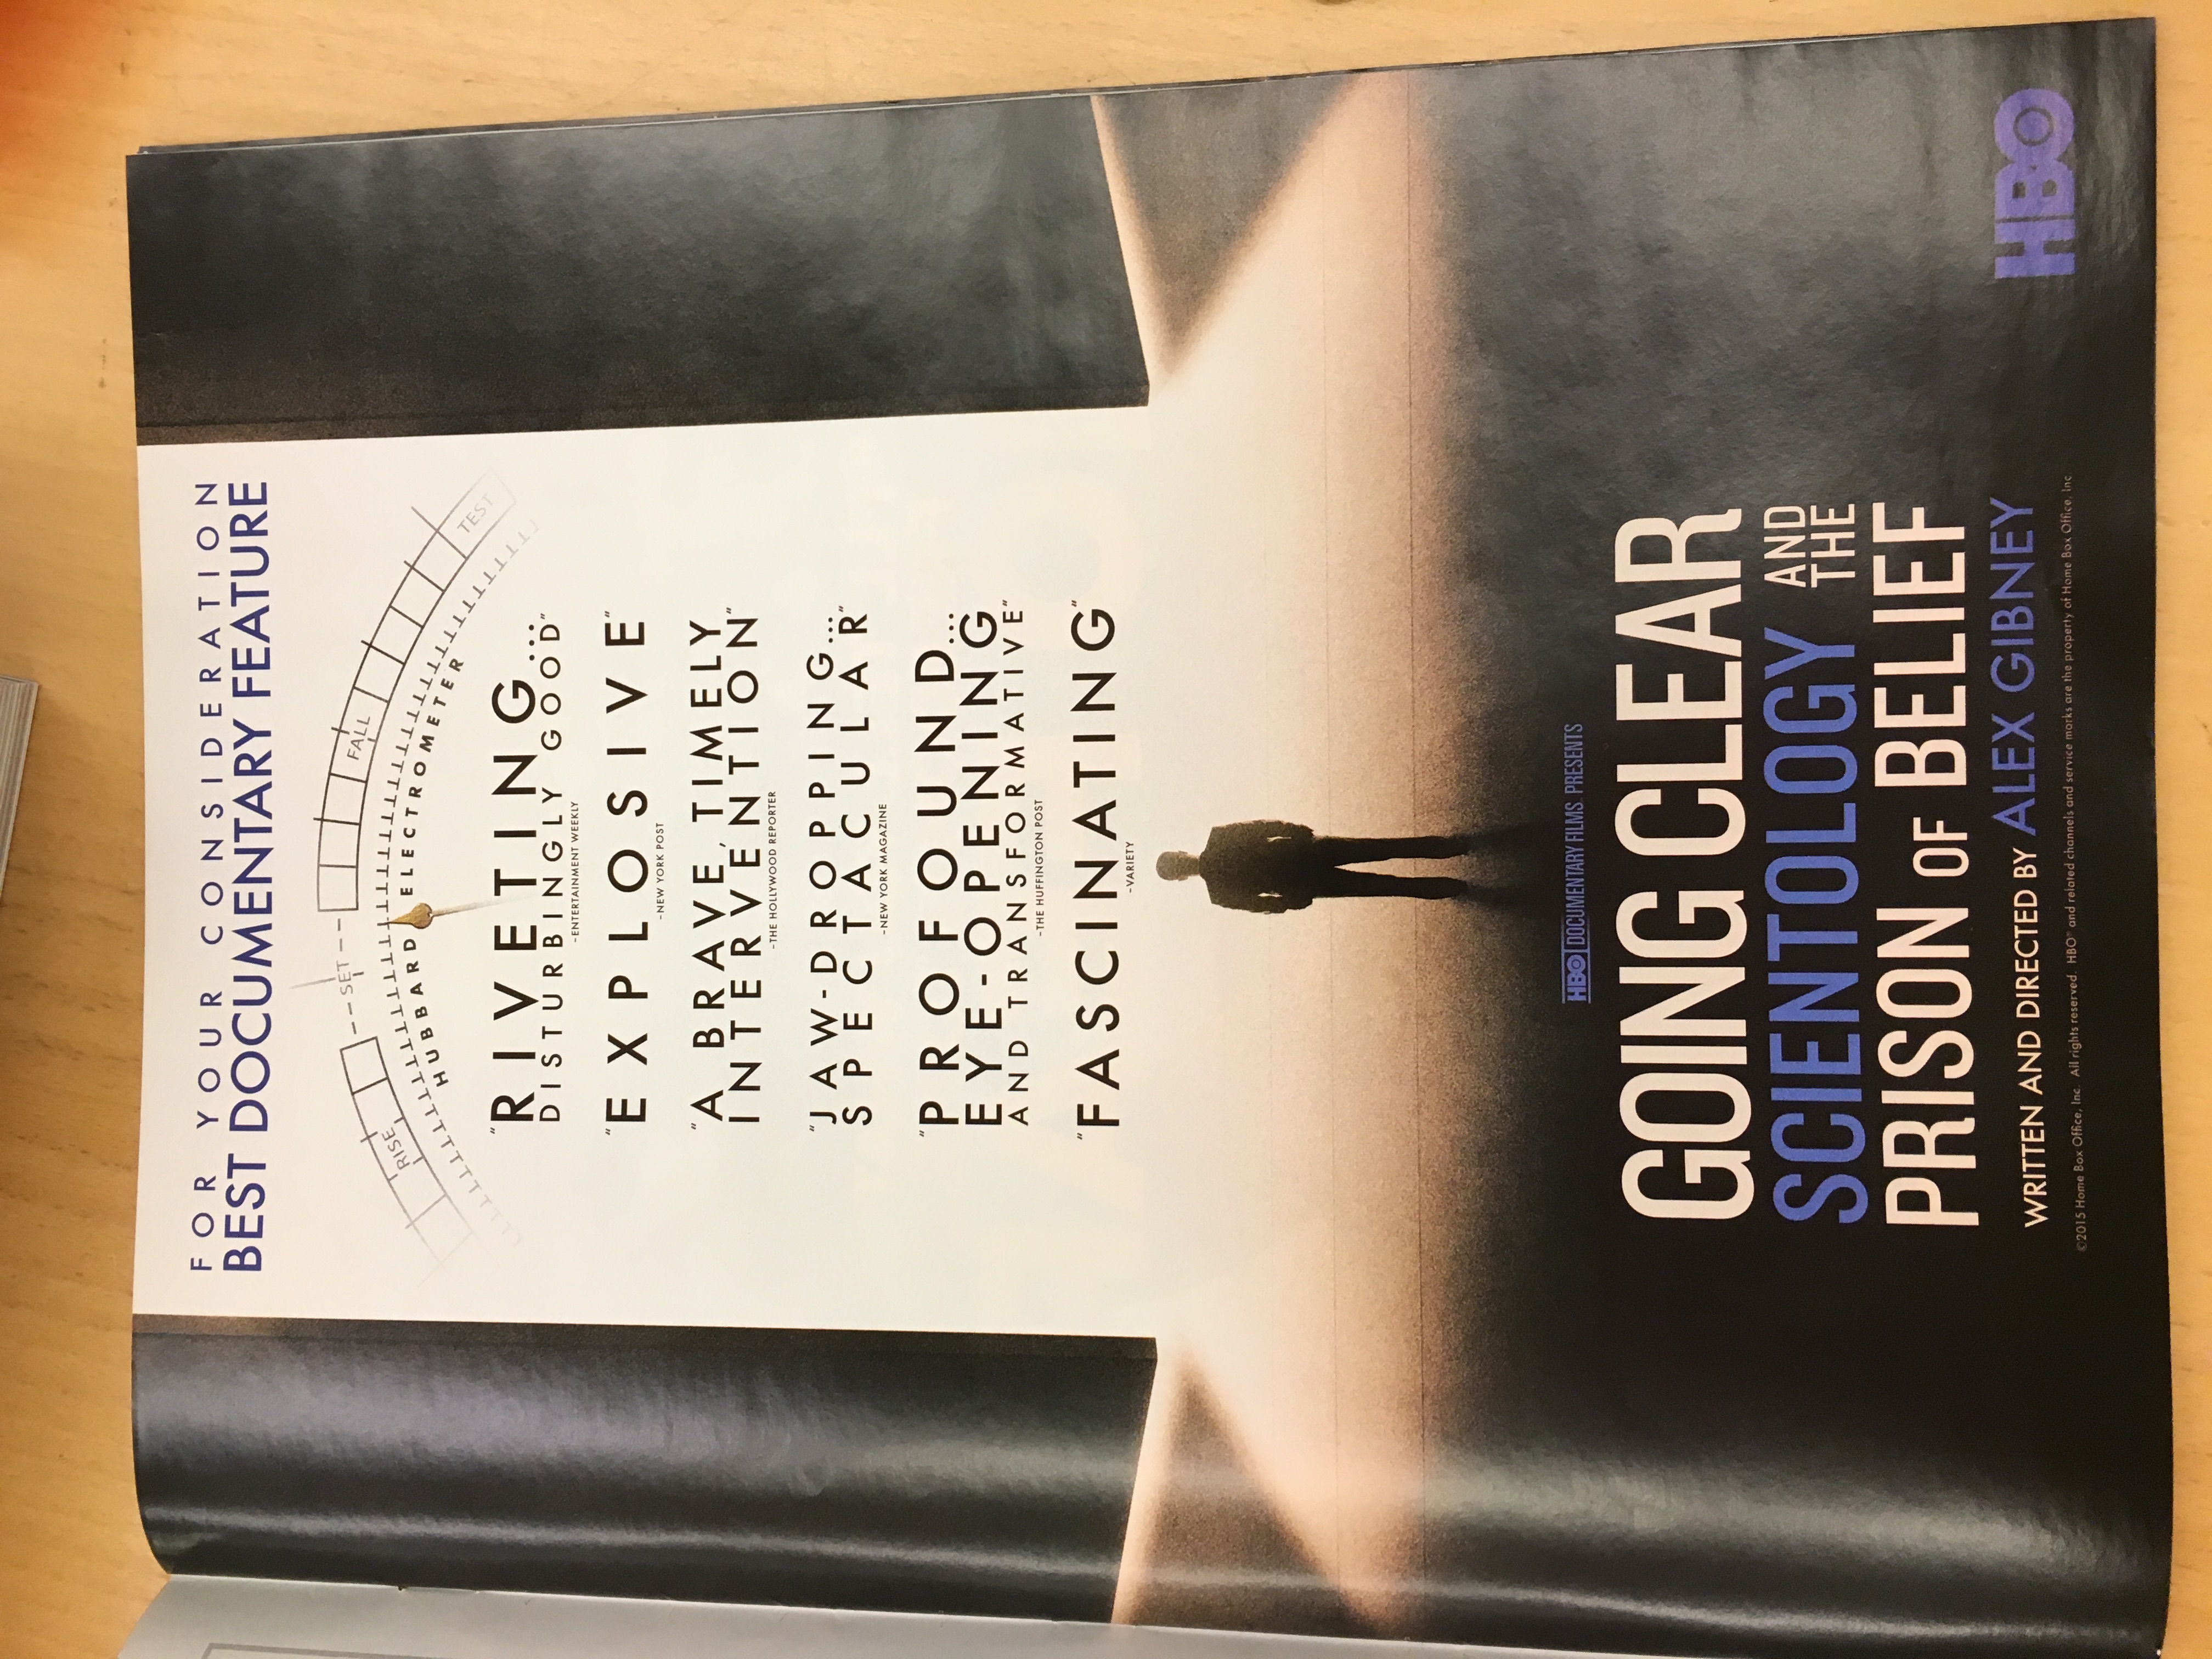 FOR YOUR CONSIDERATION
BEST DOCUMENTARY FEATURE
RISE
SET
FALL
TEST
HUBBARD ELECTROMETER
"RIVETING...
DISTURBINGLY GOOD"
-ENTERTAINMENT WEEKLY
"EXPLOSIVE"
-NEW YORK POST
"A BRAVE, TIMELY
INTERVENTION"
-THE HOLLYWOOD REPORTER
"JAW-DROPPING...
SPECTACULAR"
-NEW YORK MAGAZINE
"PROFOUND...
EYE-OPENING
AND TRANSFORMATIVE"
-THE HUFFINGTON POST
"FASCINATING"
-VARIETY
HBO DOCUMENTARY FILMS PRESENTS
GOING CLEAR
SCIENTOLOGY AND THE
PRISON OF BELIEF
WRITTEN AND DIRECTED BY ALEX GIBNEY
©2015 Home Box Office, Inc. All rights reserved. HBO® and related channels and service marks are the property of Home Box Office, Inc
HBO